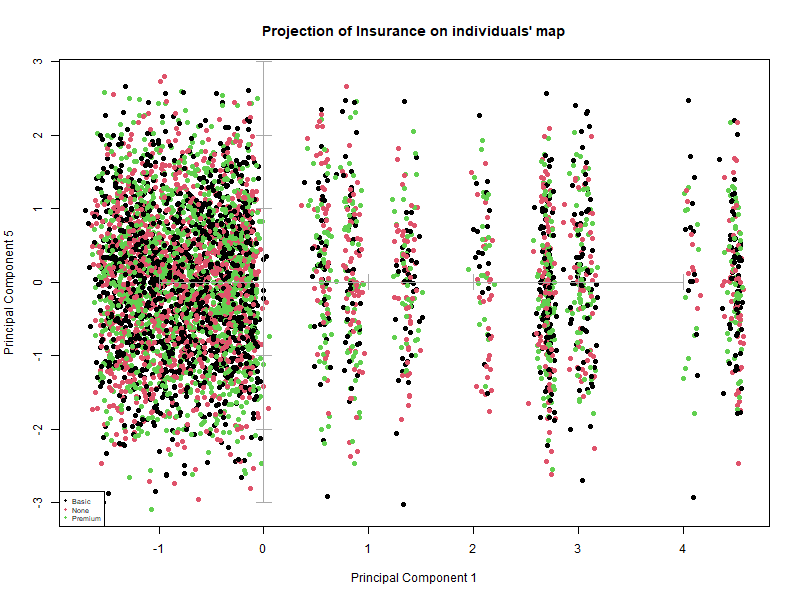 Projection of Insurance on individuals' map
3
2
1
0
-1
-2
-3
Principal Component 5
Basic
None
Premium
-1
0
1
2
3
4
Principal Component 1